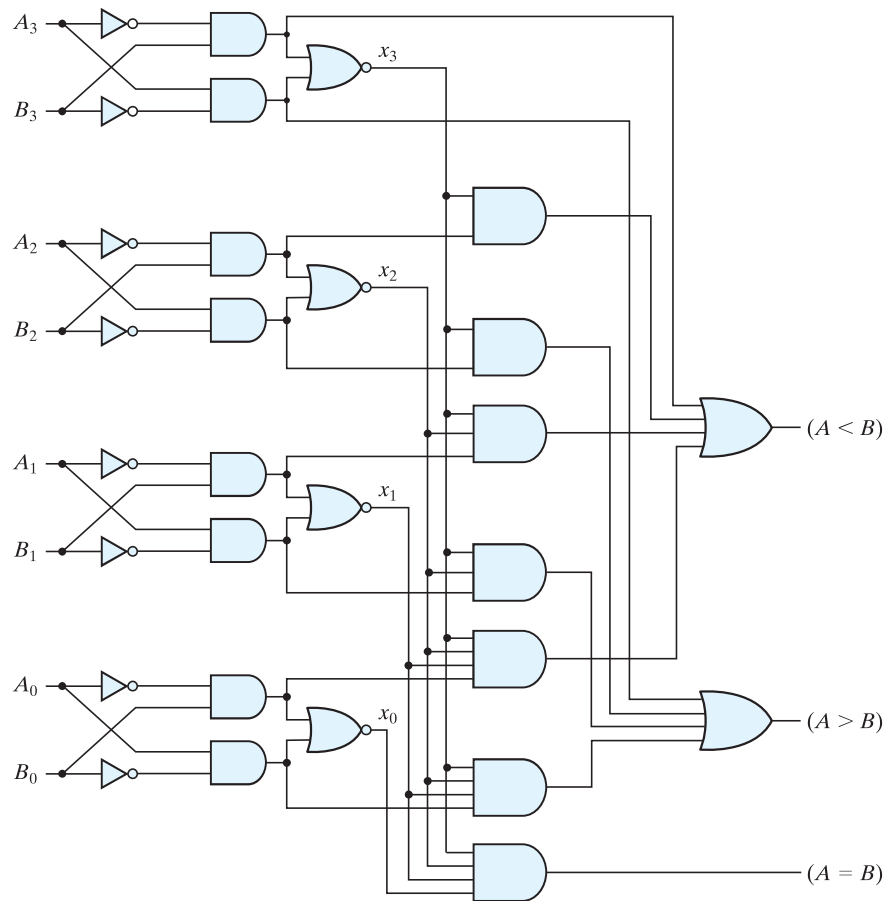 A₃
x₃
B₃
A₂
x₂
B₂
(A < B)
A₁
x₁
B₁
A₀
x₀
(A > B)
B₀
(A = B)